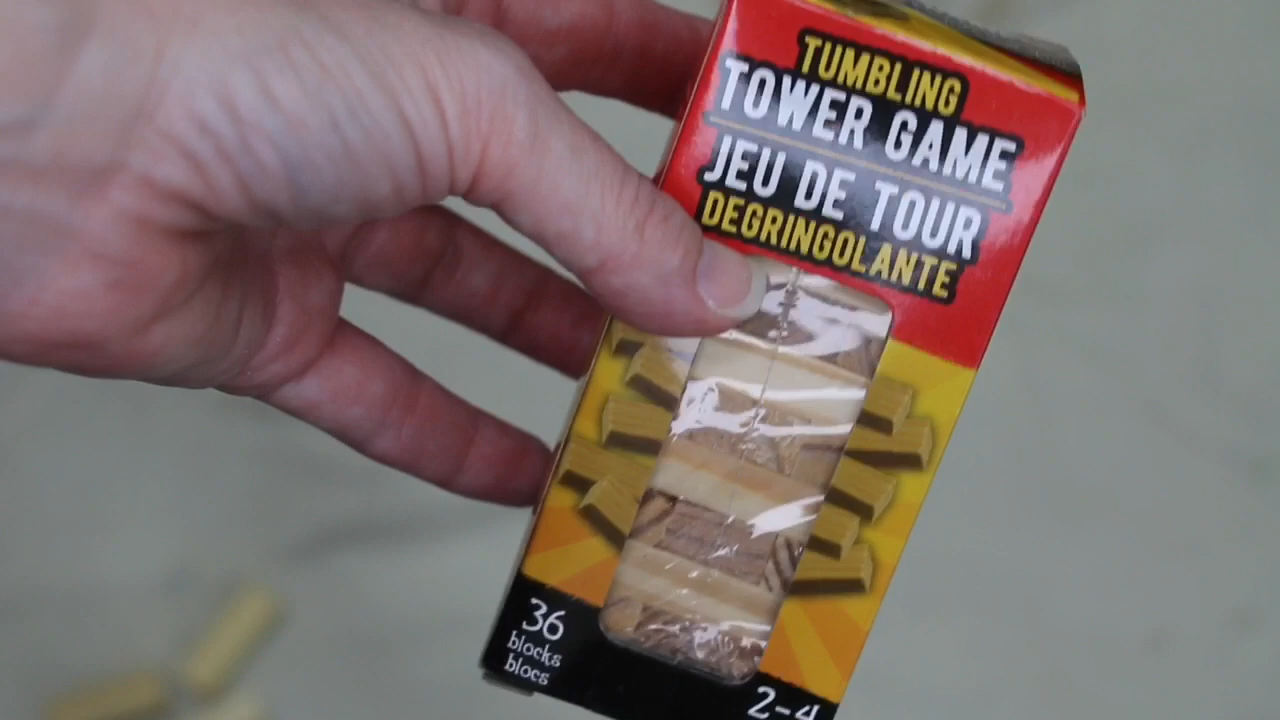 TUMBLING
TOWER GAME
JEU DE TOUR
DEGRINGOLANTE
36
blocks
blocs
2-4